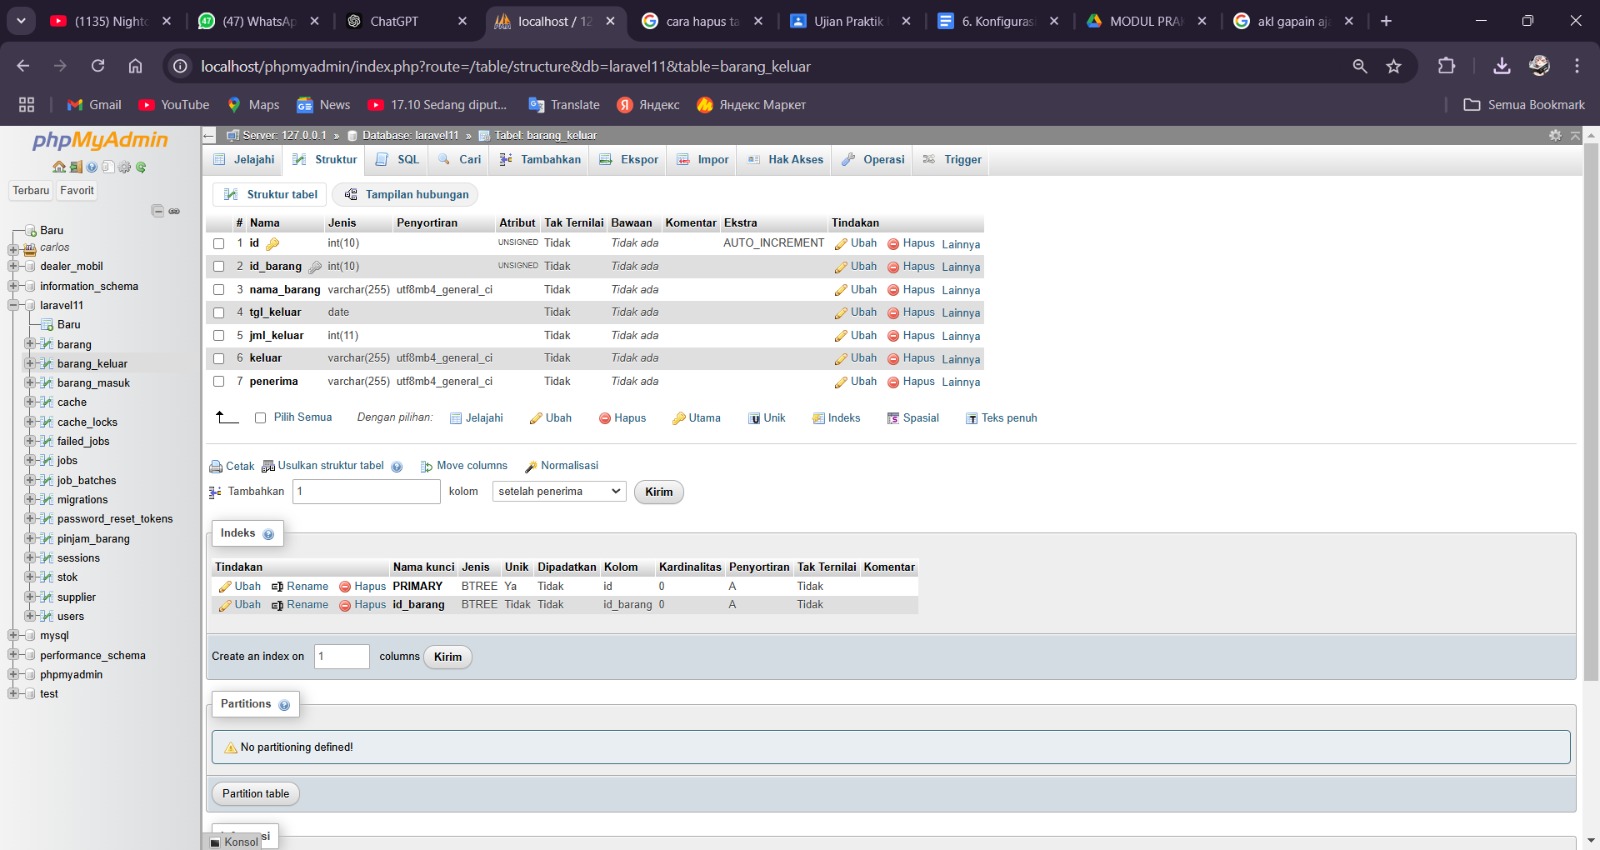 (1135) Nightc
(47) WhatsAp
ChatGPT
localhost / 12
cara hapus ta
Ujian Praktik
6. Konfigurasi
MODUL PRA
akl gapain aja
localhost/phpmyadmin/index.php?route=/table/structure&db=laravel11&table=barang_keluar
Gmail
YouTube
Maps
News
17.10 Sedang diput...
Translate
Яндекс
Яндекс Маркет
Semua Bookmark
phpMyAdmin
Terbaru Favorit
Baru
carlos
dealer_mobil
information_schema
laravel11
Baru
barang
barang_keluar
barang_masuk
cache
cache_locks
failed_jobs
jobs
job_batches
migrations
password_reset_tokens
pinjam_barang
sessions
stok
supplier
users
mysql
performance_schema
phpmyadmin
test
Server: 127.0.0.1 » Database: laravel11 » Tabel: barang_keluar
Jelajahi Struktur SQL Cari Tambahkan Ekspor Impor Hak Akses Operasi Trigger
Struktur tabel Tampilan hubungan
# Nama Jenis Penyortiran Atribut Tak Ternilai Bawaan Komentar Ekstra Tindakan
1 id int(10) UNSIGNED Tidak Tidak ada AUTO_INCREMENT Ubah Hapus Lainnya
2 id_barang int(10) UNSIGNED Tidak Tidak ada Ubah Hapus Lainnya
3 nama_barang varchar(255) utf8mb4_general_ci Tidak Tidak ada Ubah Hapus Lainnya
4 tgl_keluar date Tidak Tidak ada Ubah Hapus Lainnya
5 jml_keluar int(11) Tidak Tidak ada Ubah Hapus Lainnya
6 keluar varchar(255) utf8mb4_general_ci Tidak Tidak ada Ubah Hapus Lainnya
7 penerima varchar(255) utf8mb4_general_ci Tidak Tidak ada Ubah Hapus Lainnya
Pilih Semua Dengan pilihan: Jelajahi Ubah Hapus Utama Unik Indeks Spasial Teks penuh
Cetak Usulkan struktur tabel Move columns Normalisasi
Tambahkan 1 kolom setelah penerima Kirim
Indeks
Tindakan Nama kunci Jenis Unik Dipadatkan Kolom Kardinalitas Penyortiran Tak Ternilai Komentar
Ubah Rename Hapus PRIMARY BTREE Ya Tidak id 0 A Tidak
Ubah Rename Hapus id_barang BTREE Tidak Tidak id_barang 0 A Tidak
Create an index on 1 columns Kirim
Partitions
No partitioning defined!
Partition table
Konsol